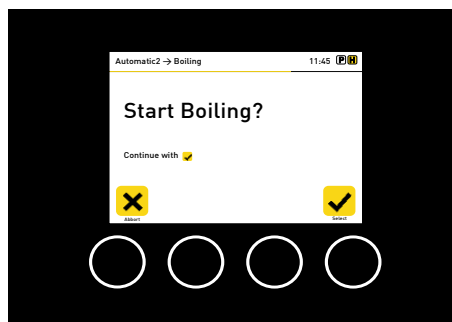 Automatic2 → Boiling 11:45 P H
Start Boiling?
Continue with
Abbort Select